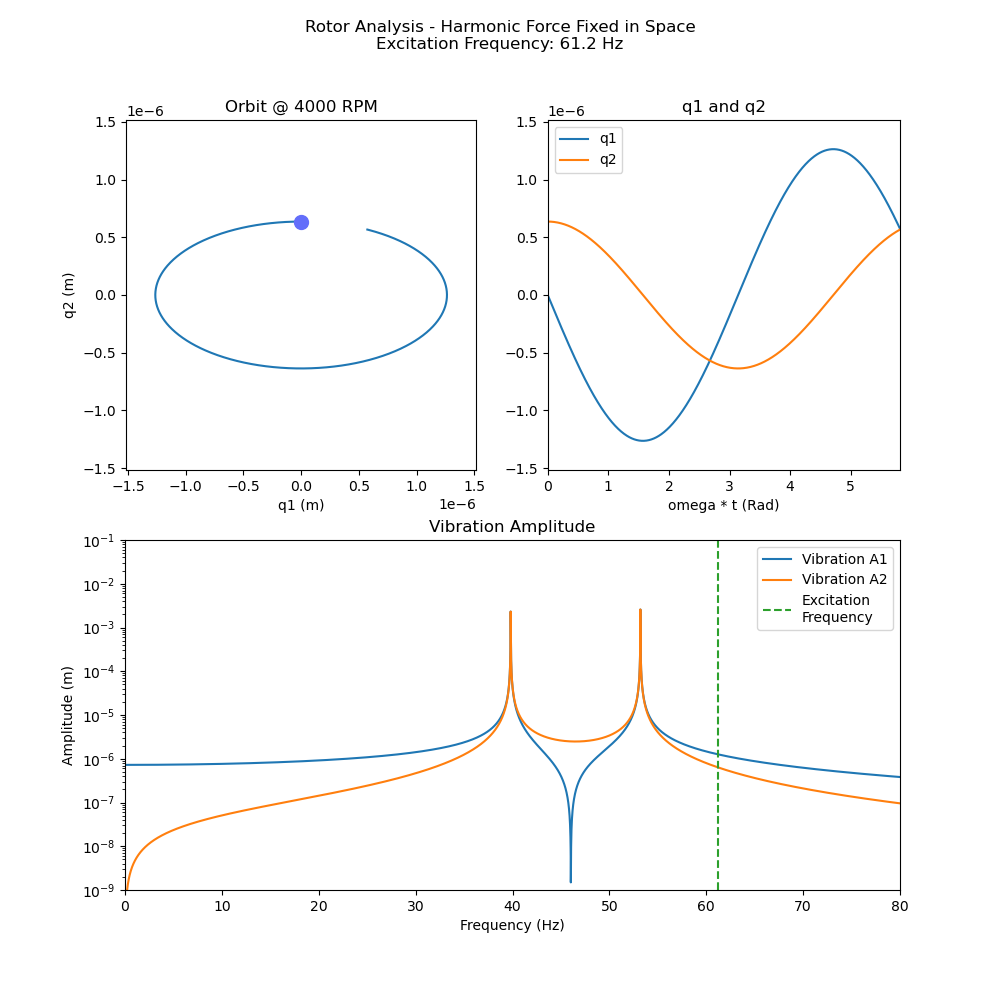 Rotor Analysis - Harmonic Force Fixed in Space
Excitation Frequency: 61.2 Hz
Orbit @ 4000 RPM
1e−6
1.5
1.0
0.5
0.0
−0.5
−1.0
−1.5
q2 (m)
−1.5 −1.0 −0.5 0.0 0.5 1.0 1.5
q1 (m)
1e−6
q1 and q2
1e−6
q1
q2
1.5
1.0
0.5
0.0
−0.5
−1.0
−1.5
0 1 2 3 4 5
omega * t (Rad)
Vibration Amplitude
Vibration A1
Vibration A2
Excitation
Frequency
10⁻¹
10⁻²
10⁻³
10⁻⁴
10⁻⁵
10⁻⁶
10⁻⁷
10⁻⁸
10⁻⁹
Amplitude (m)
0 10 20 30 40 50 60 70 80
Frequency (Hz)